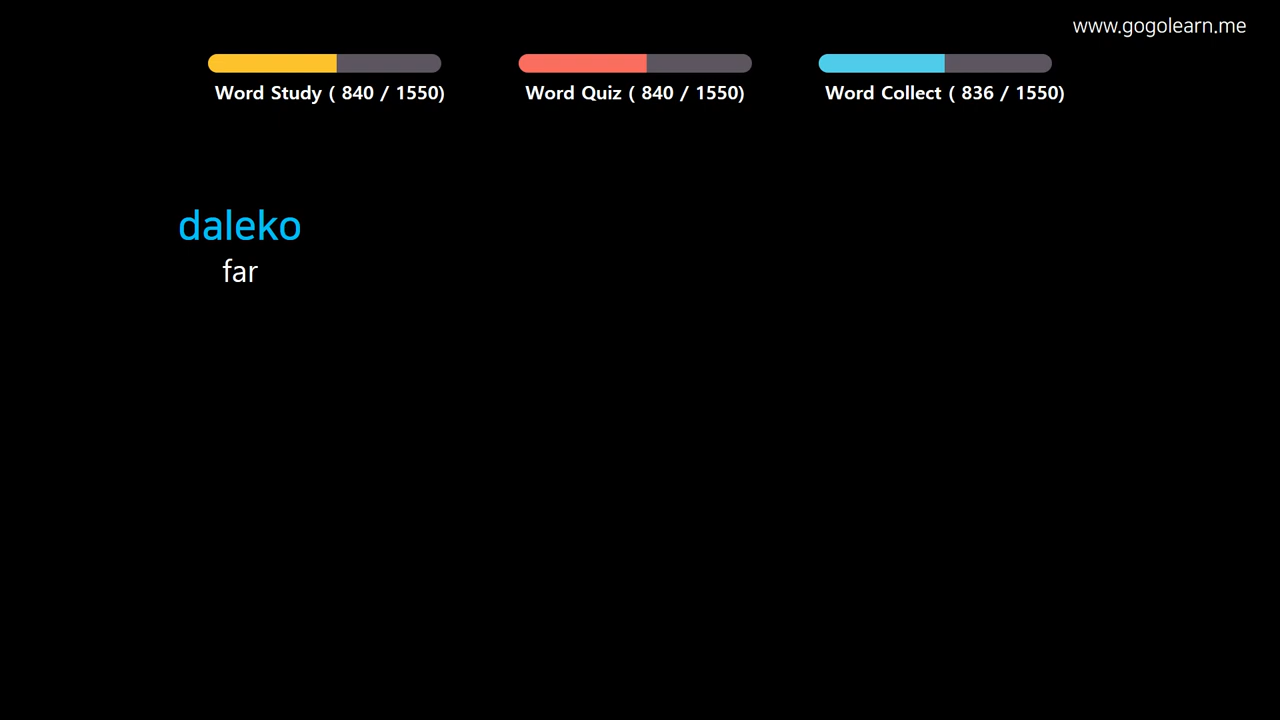 www.gogolearn.me
Word Study ( 840 / 1550)
Word Quiz ( 840 / 1550)
Word Collect ( 836 / 1550)
daleko
far